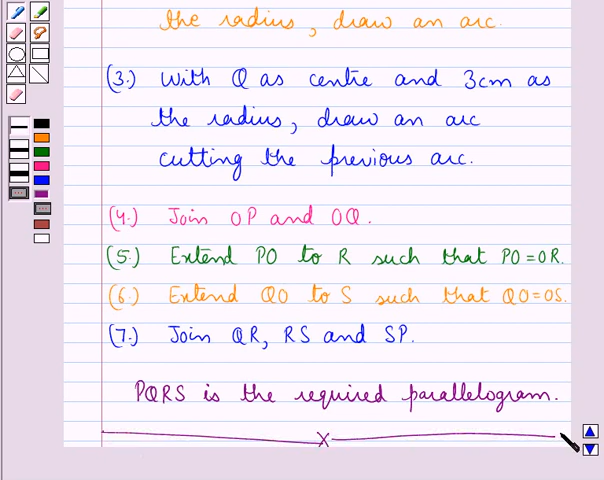 the radius, draw an arc.
(3.) With Q as centre and 3cm as
the radius, draw an arc
cutting the previous arc.
(4.) Join OP and OQ.
(5.) Extend PO to R such that PO=OR.
(6.) Extend QO to S such that QO=OS.
(7.) Join QR, RS and SP.
PQRS is the required parallelogram.